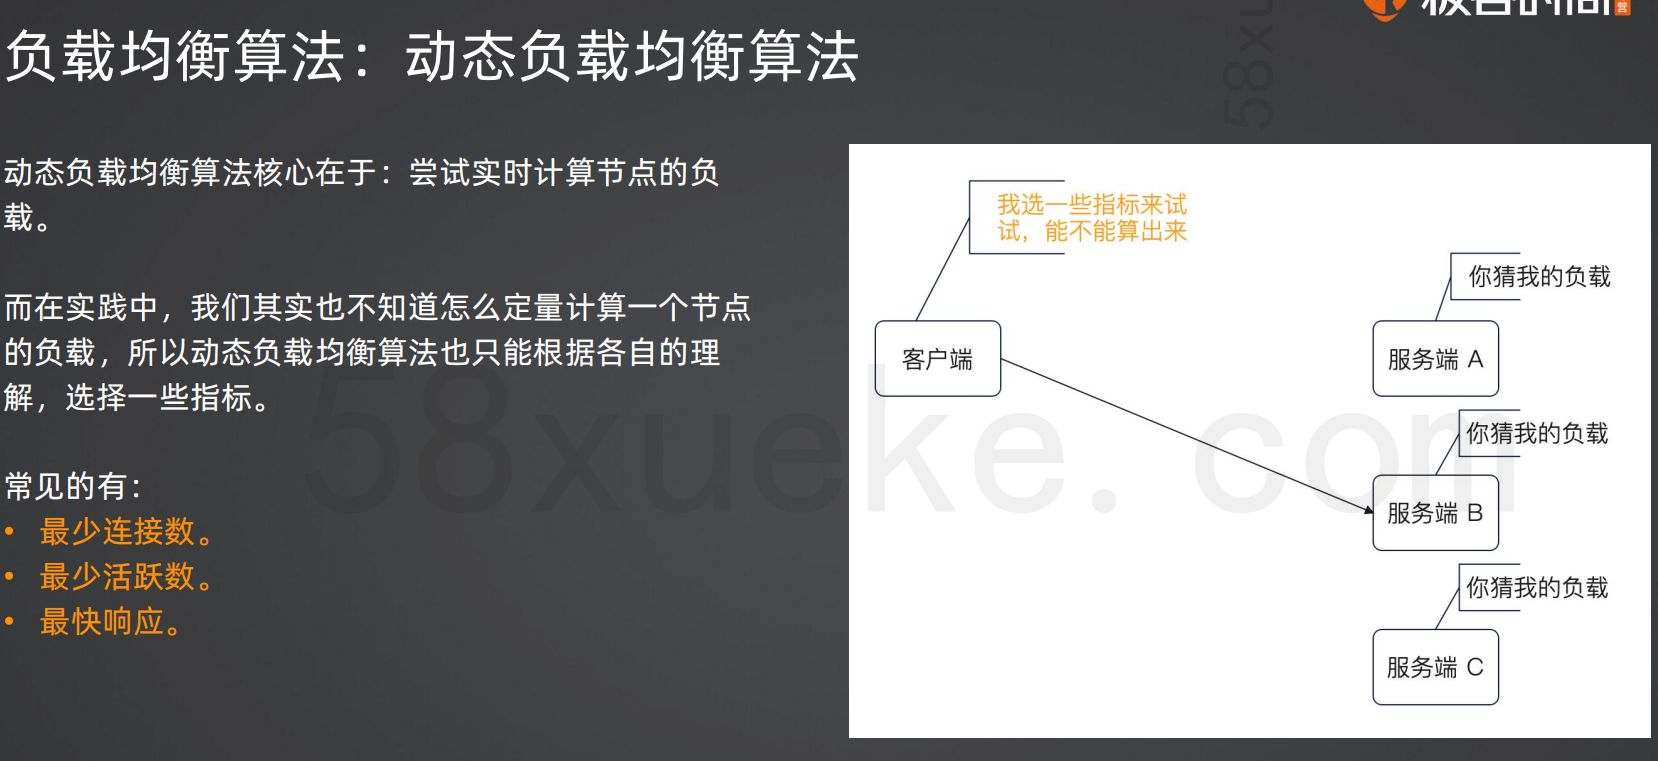 极客时间
营
负载均衡算法：动态负载均衡算法
58xu
动态负载均衡算法核心在于：尝试实时计算节点的负
载。
而在实践中，我们其实也不知道怎么定量计算一个节点
的负载，所以动态负载均衡算法也只能根据各自的理
解，选择一些指标。
常见的有：
• 最少连接数。
• 最少活跃数。
• 最快响应。
我选一些指标来试
试，能不能算出来
你猜我的负载
客户端
服务端 A
你猜我的负载
服务端 B
你猜我的负载
服务端 C
58xueke.com